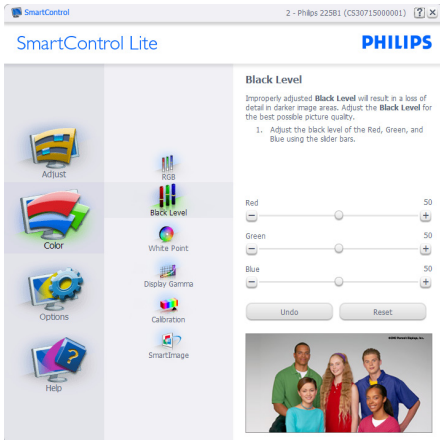 SmartControl
2 - Philips 225B1 (CS30715000001)
SmartControl Lite
PHILIPS
Adjust
Color
Options
Help
RGB
Black Level
White Point
Display Gamma
Calibration
SmartImage
Black Level
Improperly adjusted Black Level will result in a loss of
detail in darker image areas. Adjust the Black Level for
the best possible picture quality.
1. Adjust the black level of the Red, Green, and
Blue using the slider bars.
Red 50
Green 50
Blue 50
Undo Reset